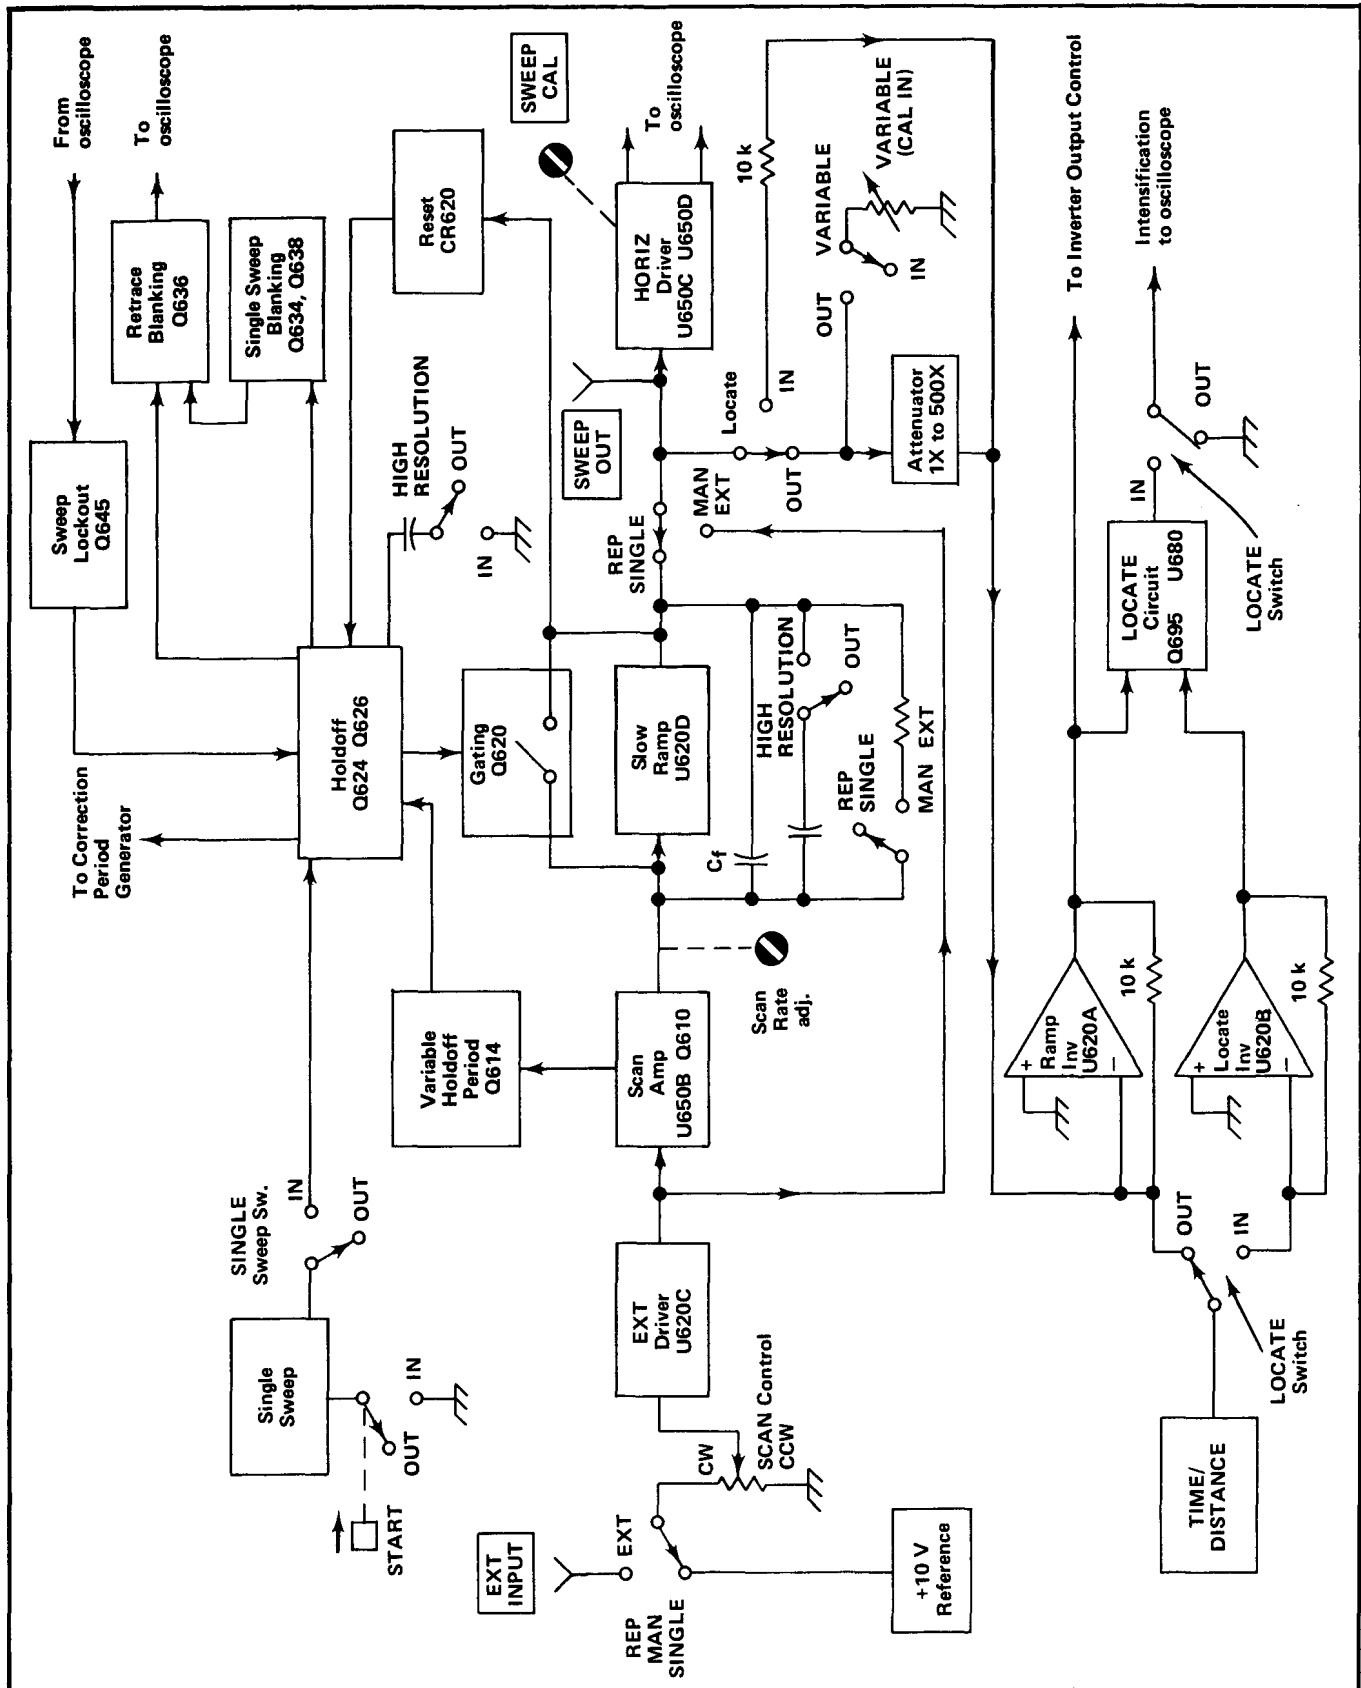 From
oscilloscope
To
oscilloscope
Retrace
Blanking
Q636
Single Sweep
Blanking
Q634, Q638
Sweep
Lockout
Q645
Reset
CR620
SWEEP
CAL
HIGH
RESOLUTION
OUT
IN
Holdoff
Q624 Q626
To Correction
Period
Generator
Gating
Q620
Variable
Holdoff
Period
Q614
SINGLE
Sweep Sw.
IN
OUT
Single
Sweep
IN
OUT
START
HORIZ
Driver
U650C U650D
To
oscilloscope
SWEEP
OUT
REP
SINGLE
MAN
EXT
Locate
IN
OUT
10 k
VARIABLE
OUT
IN
VARIABLE
(CAL IN)
Attenuator
1X to 500X
Slow
Ramp
U620D
Cf
HIGH
RESOLUTION
OUT
REP
SINGLE
MAN EXT
Scan
Amp
U650B Q610
Scan
Rate
adj.
EXT
Driver
U620C
CW
SCAN Control
CCW
EXT
INPUT
EXT
REP
MAN
SINGLE
+10 V
Reference
To Inverter Output Control
Intensification
to oscilloscope
OUT
IN
LOCATE
Circuit
Q695 U680
LOCATE
Switch
+
Ramp
Inv
U620A
−
10 k
+
Locate
Inv
U620B
−
10 k
OUT
IN
LOCATE
Switch
TIME/
DISTANCE